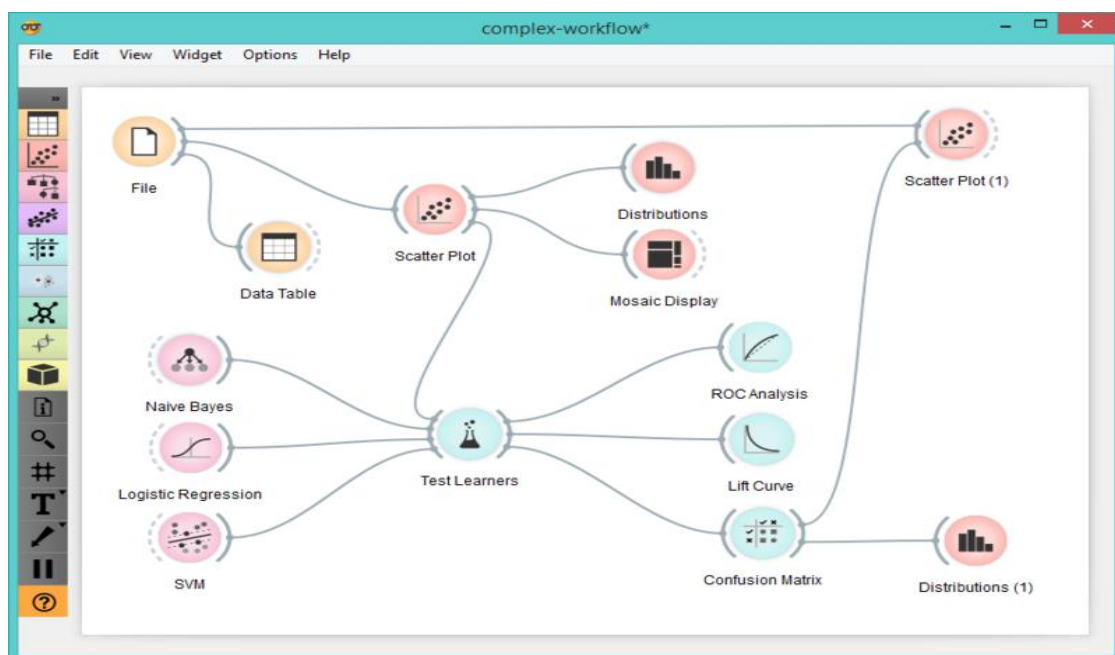 complex-workflow*
File Edit View Widget Options Help
File
Scatter Plot (1)
Distributions
Scatter Plot
Data Table
Mosaic Display
Naive Bayes
ROC Analysis
Test Learners
Lift Curve
Logistic Regression
SVM
Confusion Matrix
Distributions (1)
T
?